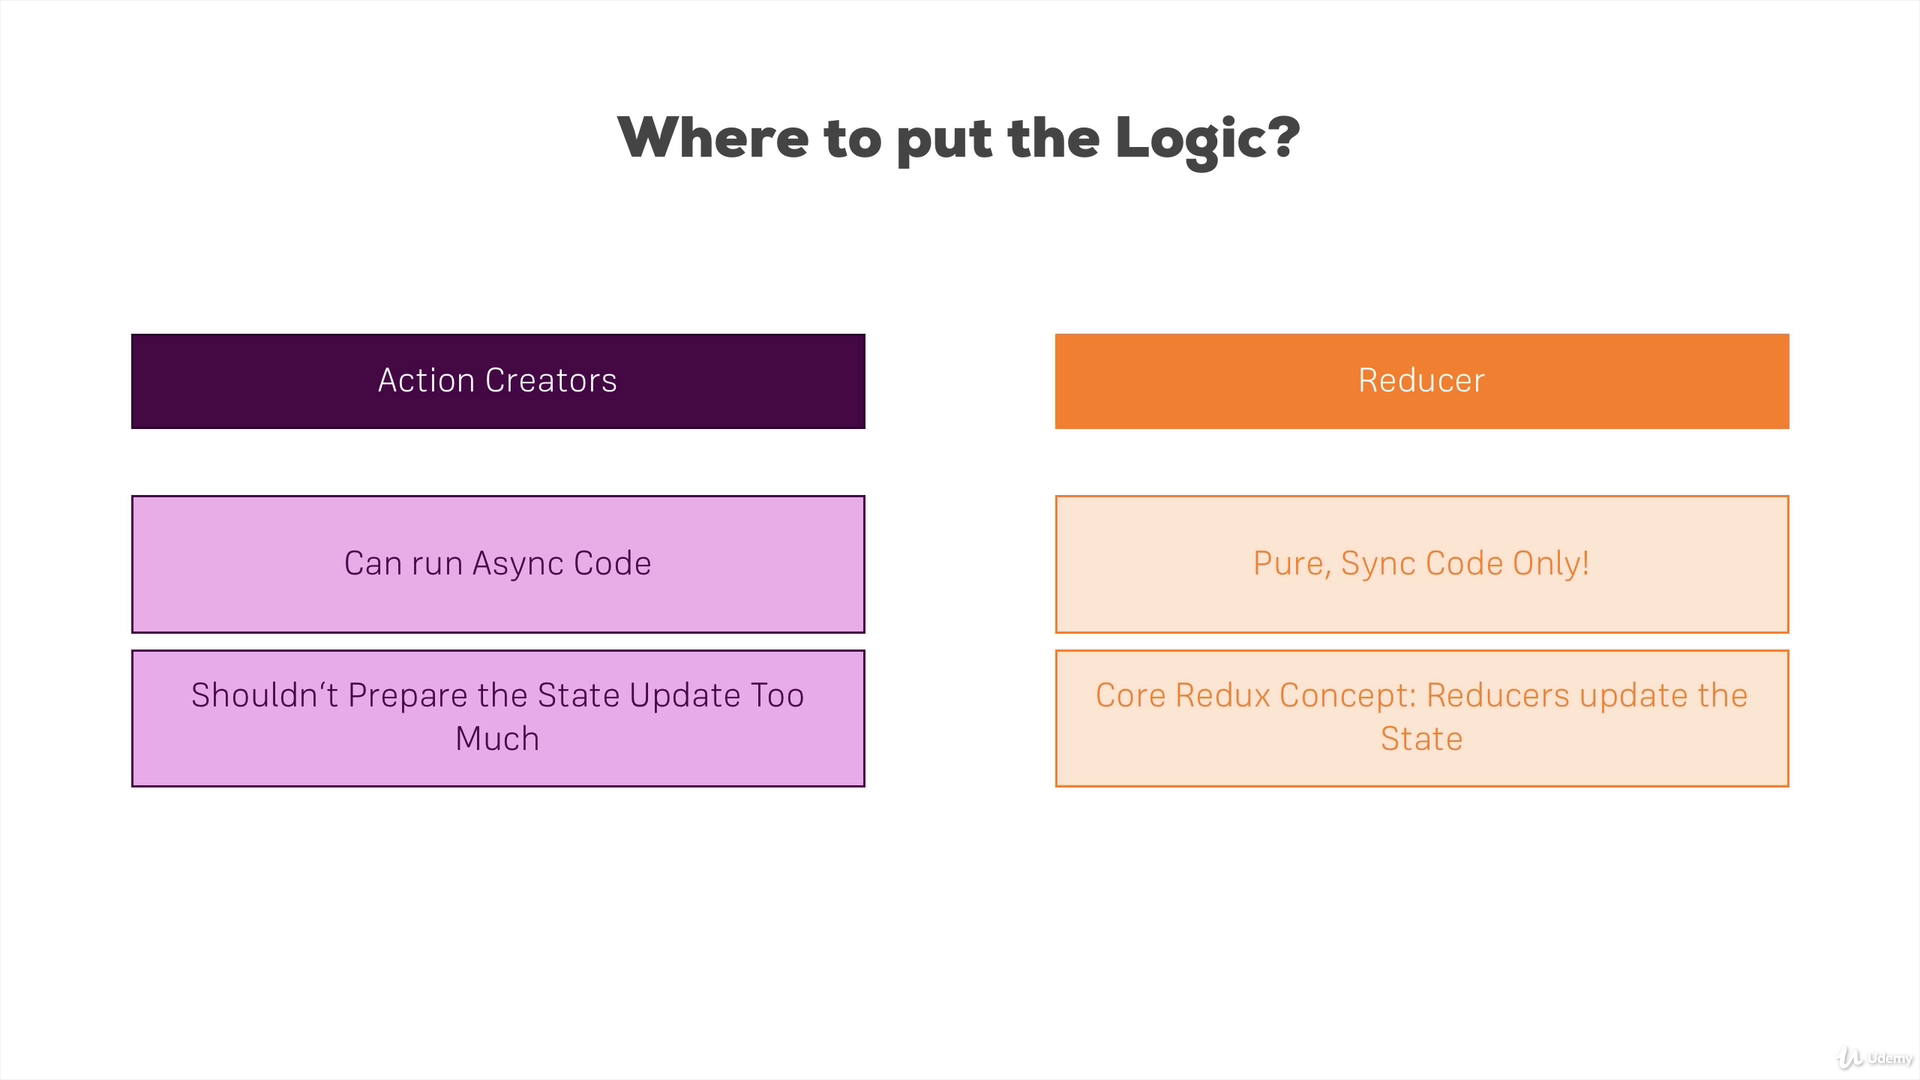 Where to put the Logic?
Action Creators
Reducer
Can run Async Code
Pure, Sync Code Only!
Shouldn‘t Prepare the State Update Too
Much
Core Redux Concept: Reducers update the
State
Udemy